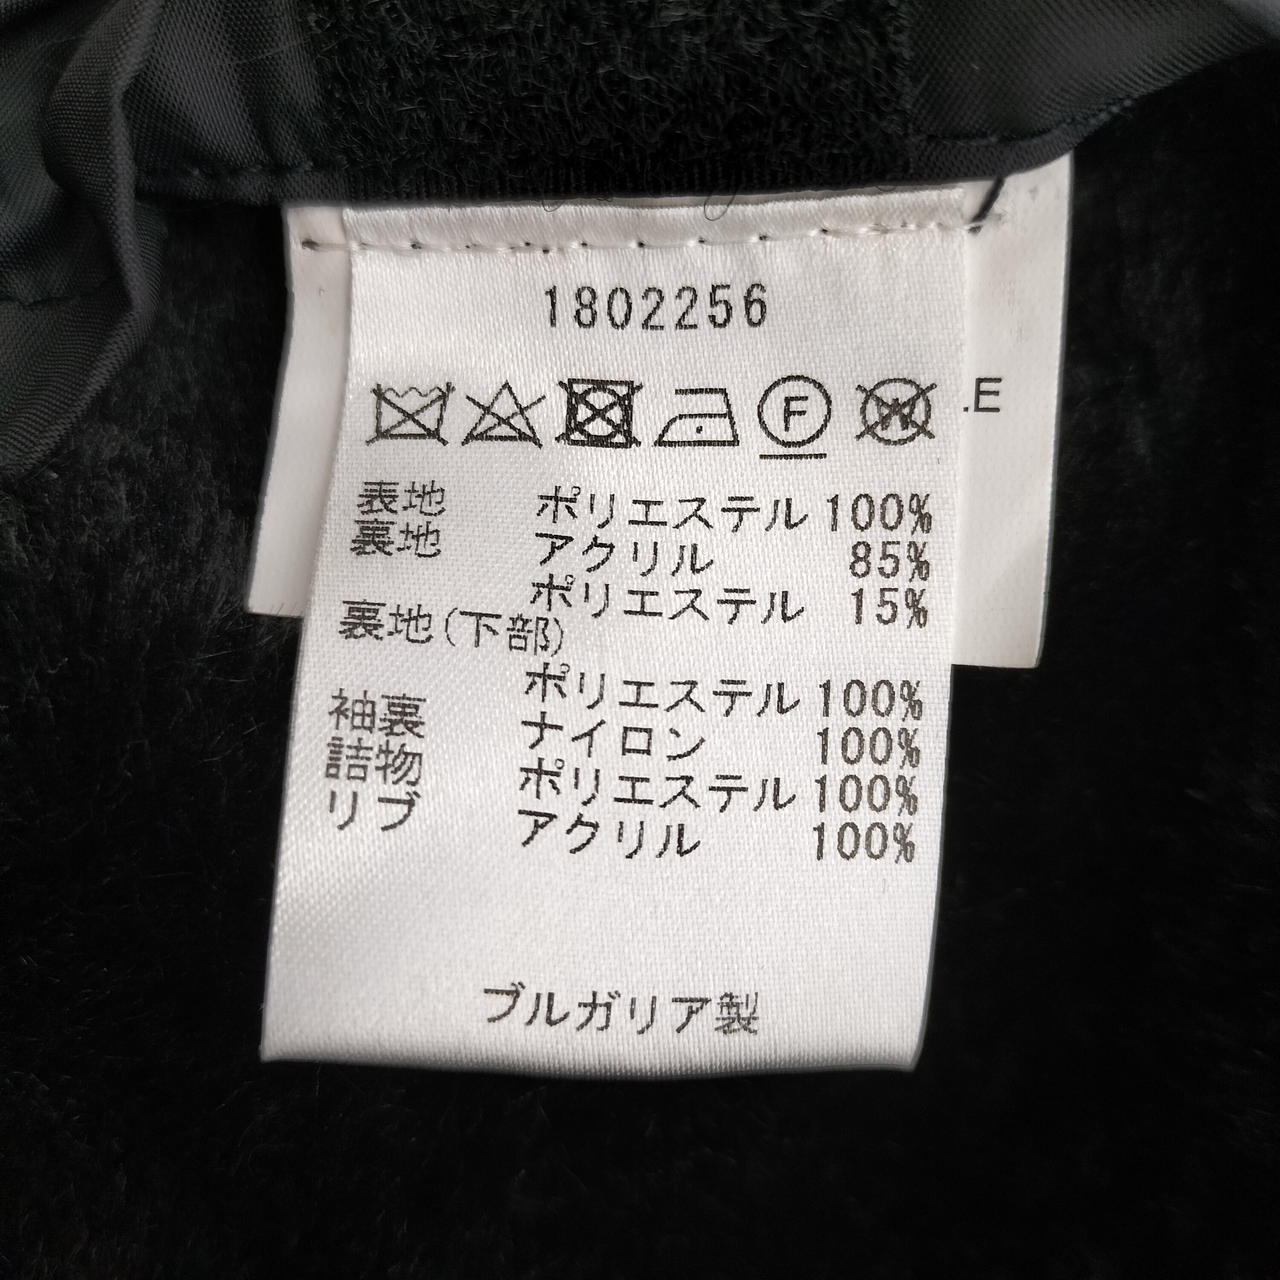 1802256
F W
.E
表地 ポリエステル 100%
裏地 アクリル 85%
ポリエステル 15%
裏地(下部)
ポリエステル 100%
袖裏 ナイロン 100%
詰物 ポリエステル 100%
リブ アクリル 100%
ブルガリア製